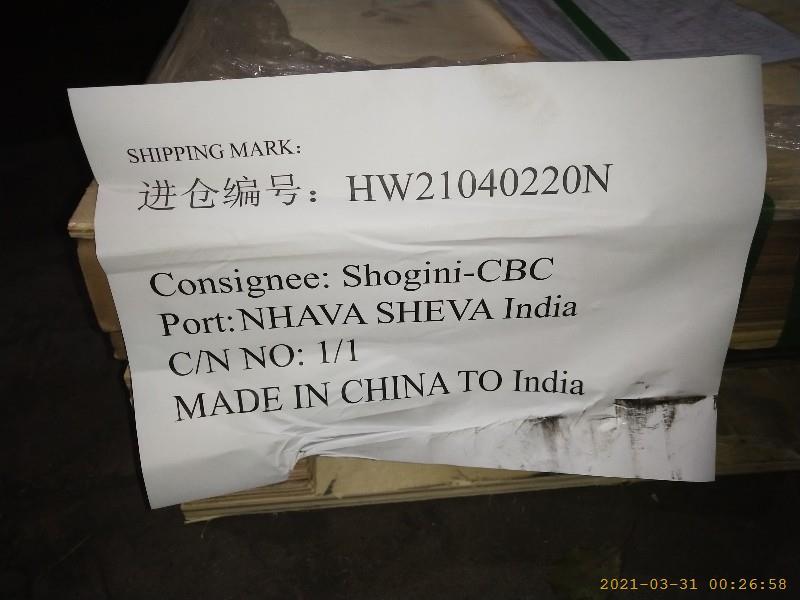 SHIPPING MARK:
进仓编号：HW21040220N
Consignee: Shogini-CBC
Port:NHAVA SHEVA India
C/N NO: 1/1
MADE IN CHINA TO India
2021-03-31 00:26:58